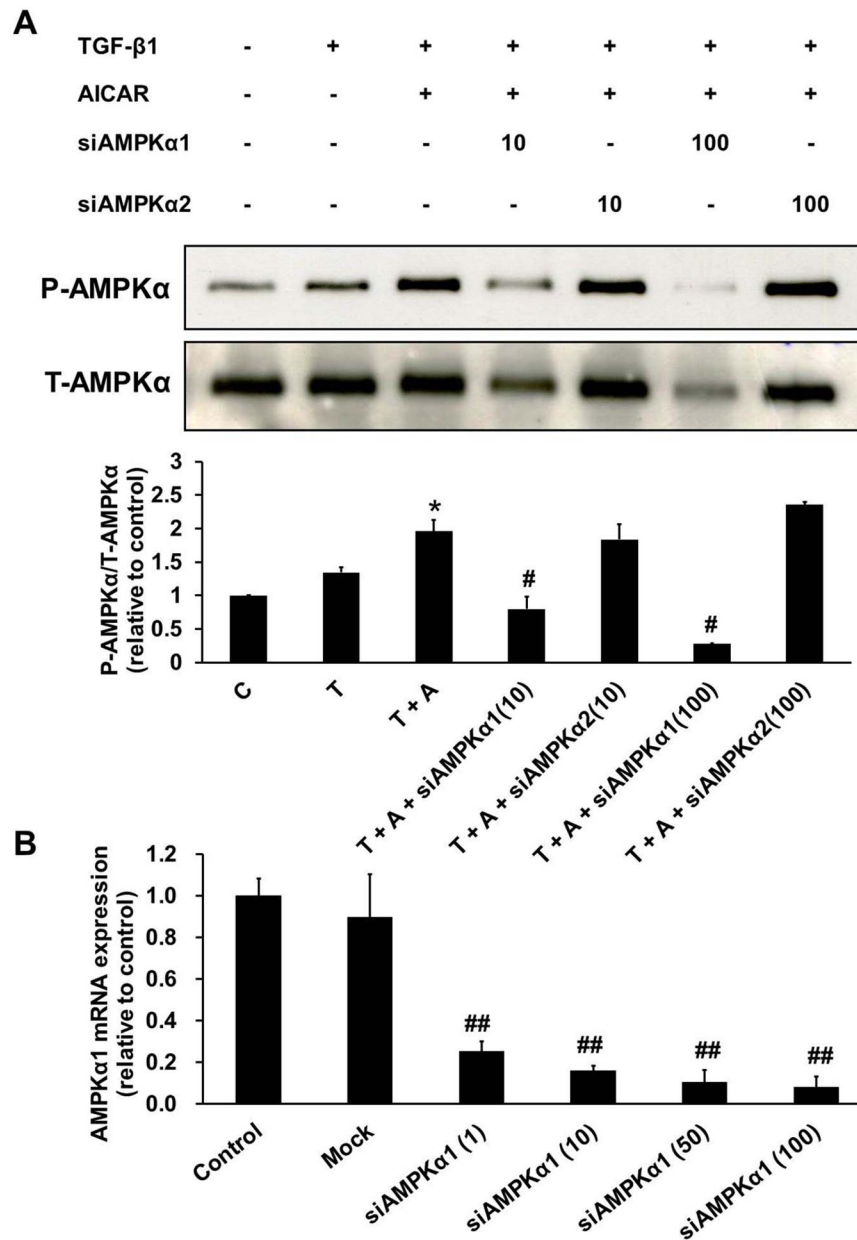 A
TGF-β1 - + + + + + +
AICAR - - + + + + +
siAMPKα1 - - - 10 - 100 -
siAMPKα2 - - - - 10 - 100
P-AMPKα
T-AMPKα
P-AMPKα/T-AMPKα
(relative to control)
3
2.5
2
1.5
1
0.5
0
*
#
#
C
T
T + A
T + A + siAMPKα1(10)
T + A + siAMPKα2(10)
T + A + siAMPKα1(100)
T + A + siAMPKα2(100)
B
AMPKα1 mRNA expression
(relative to control)
1.2
1.0
0.8
0.6
0.4
0.2
0.0
##
##
##
##
Control
Mock
siAMPKα1 (1)
siAMPKα1 (10)
siAMPKα1 (50)
siAMPKα1 (100)